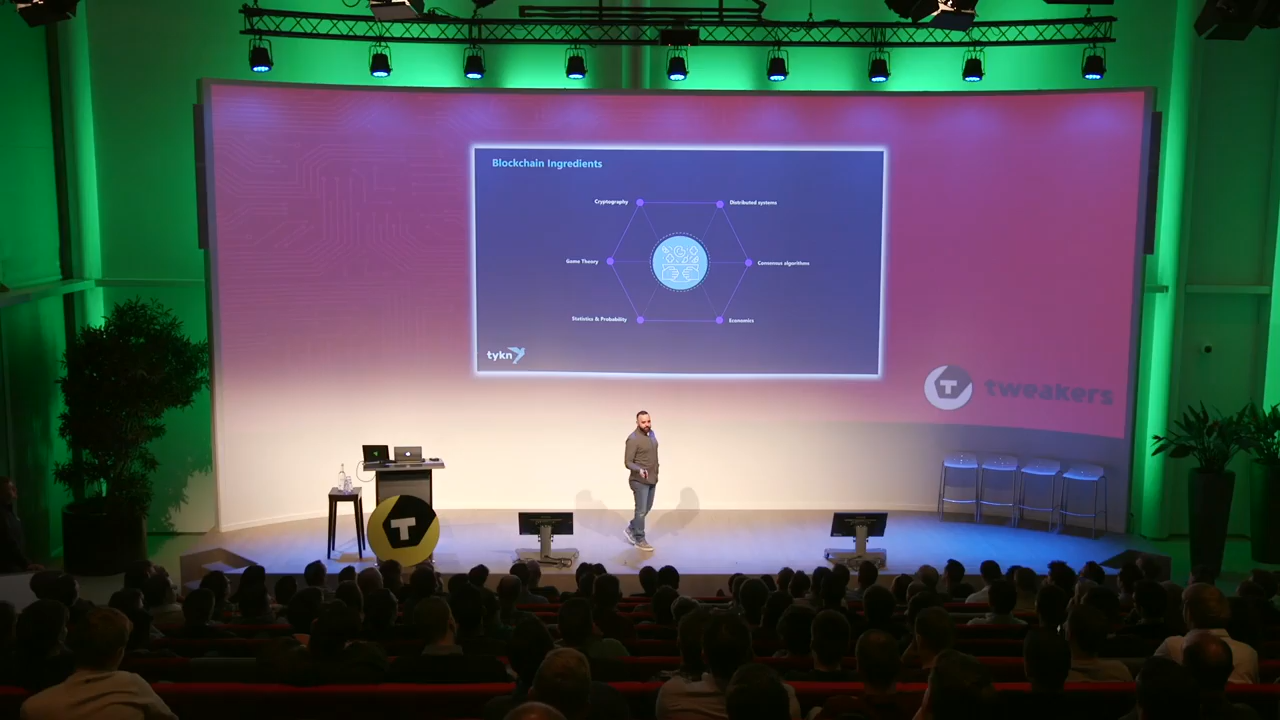 Blockchain Ingredients
Cryptography
Distributed systems
Game Theory
Consensus algorithms
Statistics & Probability
Economics
tykn
T tweakers
T